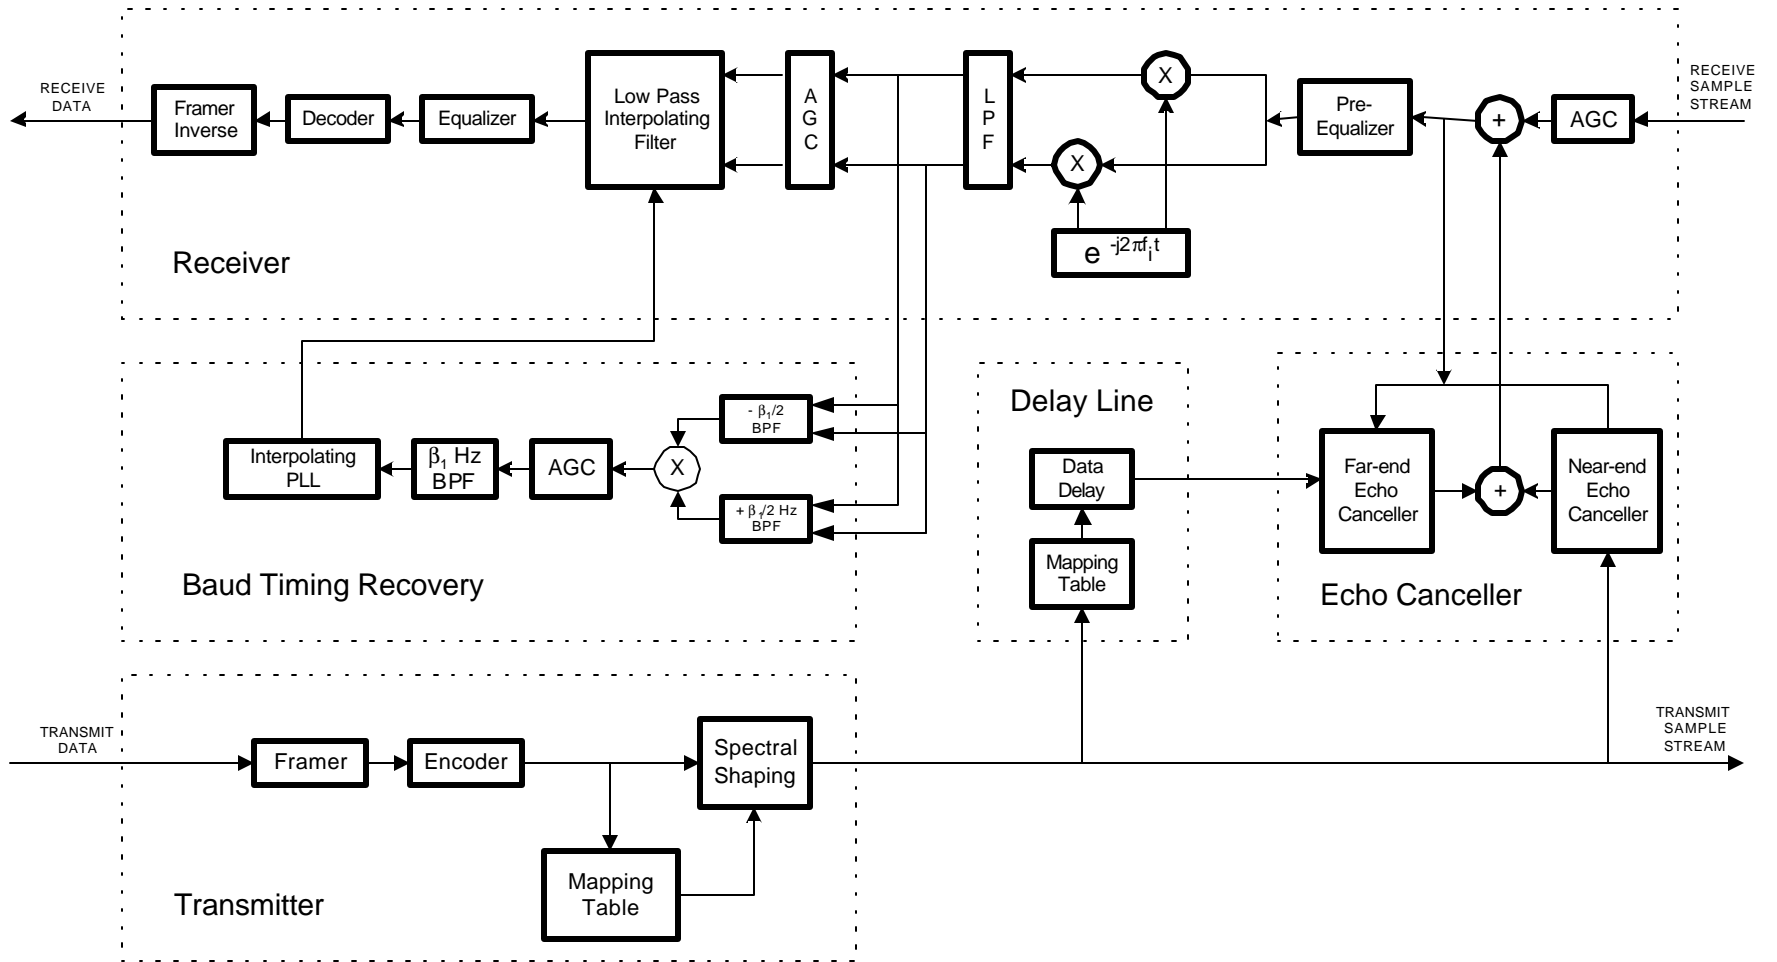 RECEIVE
DATA
Framer
Inverse
Decoder
Equalizer
Low Pass
Interpolating
Filter
A
G
C
L
P
F
X
X
e -j2πfit
Pre-
Equalizer
+
AGC
RECEIVE
SAMPLE
STREAM
Receiver
Interpolating
PLL
β1 Hz
BPF
AGC
X
- β1/2
BPF
+ β1/2 Hz
BPF
Baud Timing Recovery
Delay Line
Data
Delay
Mapping
Table
Far-end
Echo
Canceller
+
Near-end
Echo
Canceller
Echo Canceller
TRANSMIT
DATA
Framer
Encoder
Spectral
Shaping
Mapping
Table
Transmitter
TRANSMIT
SAMPLE
STREAM